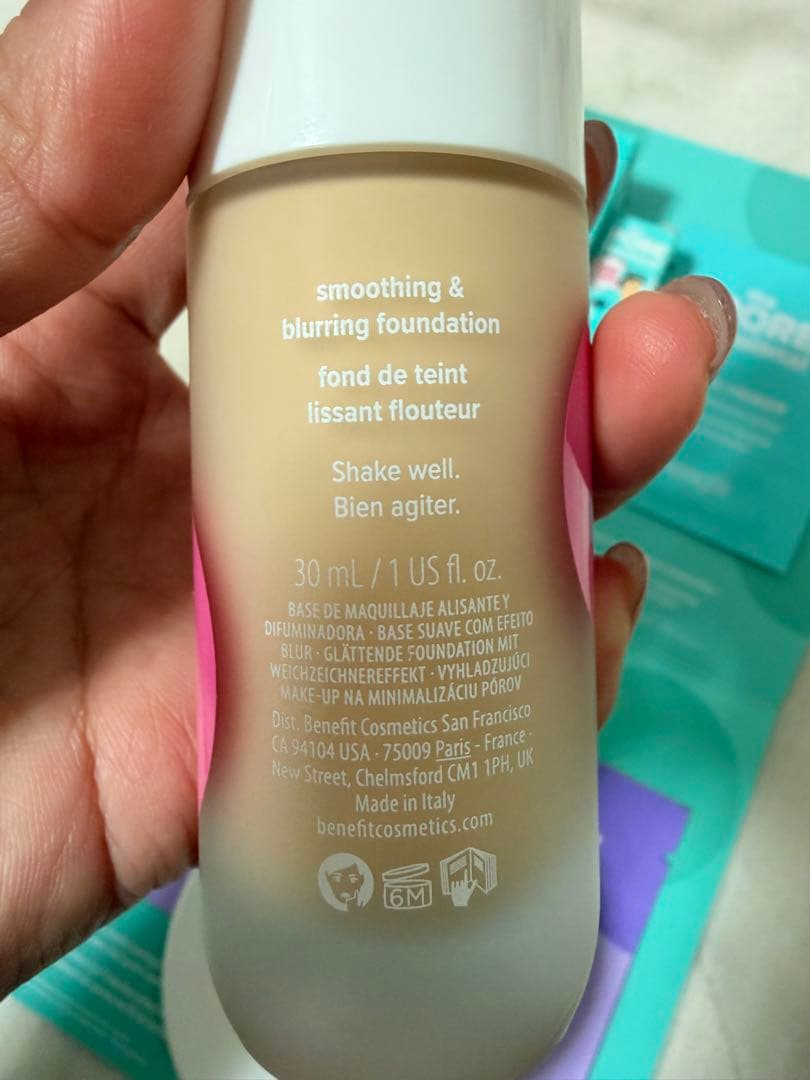 smoothing &
blurring foundation
fond de teint
lissant flouteur
Shake well.
Bien agiter.
30 mL / 1 US fl. oz.
BASE DE MAQUILLAJE ALISANTE Y
DIFUMINADORA · BASE SUAVE COM EFEITO
BLUR · GLÄTTENDE FOUNDATION MIT
WEICHZEICHNEREFFEKT · VYHLADZUJÚCI
MAKE-UP NA MINIMALIZÁCIU PÓROV
Dist. Benefit Cosmetics San Francisco
CA 94104 USA · 75009 Paris - France ·
New Street, Chelmsford CM1 1PH, UK
Made in Italy
benefitcosmetics.com
6M